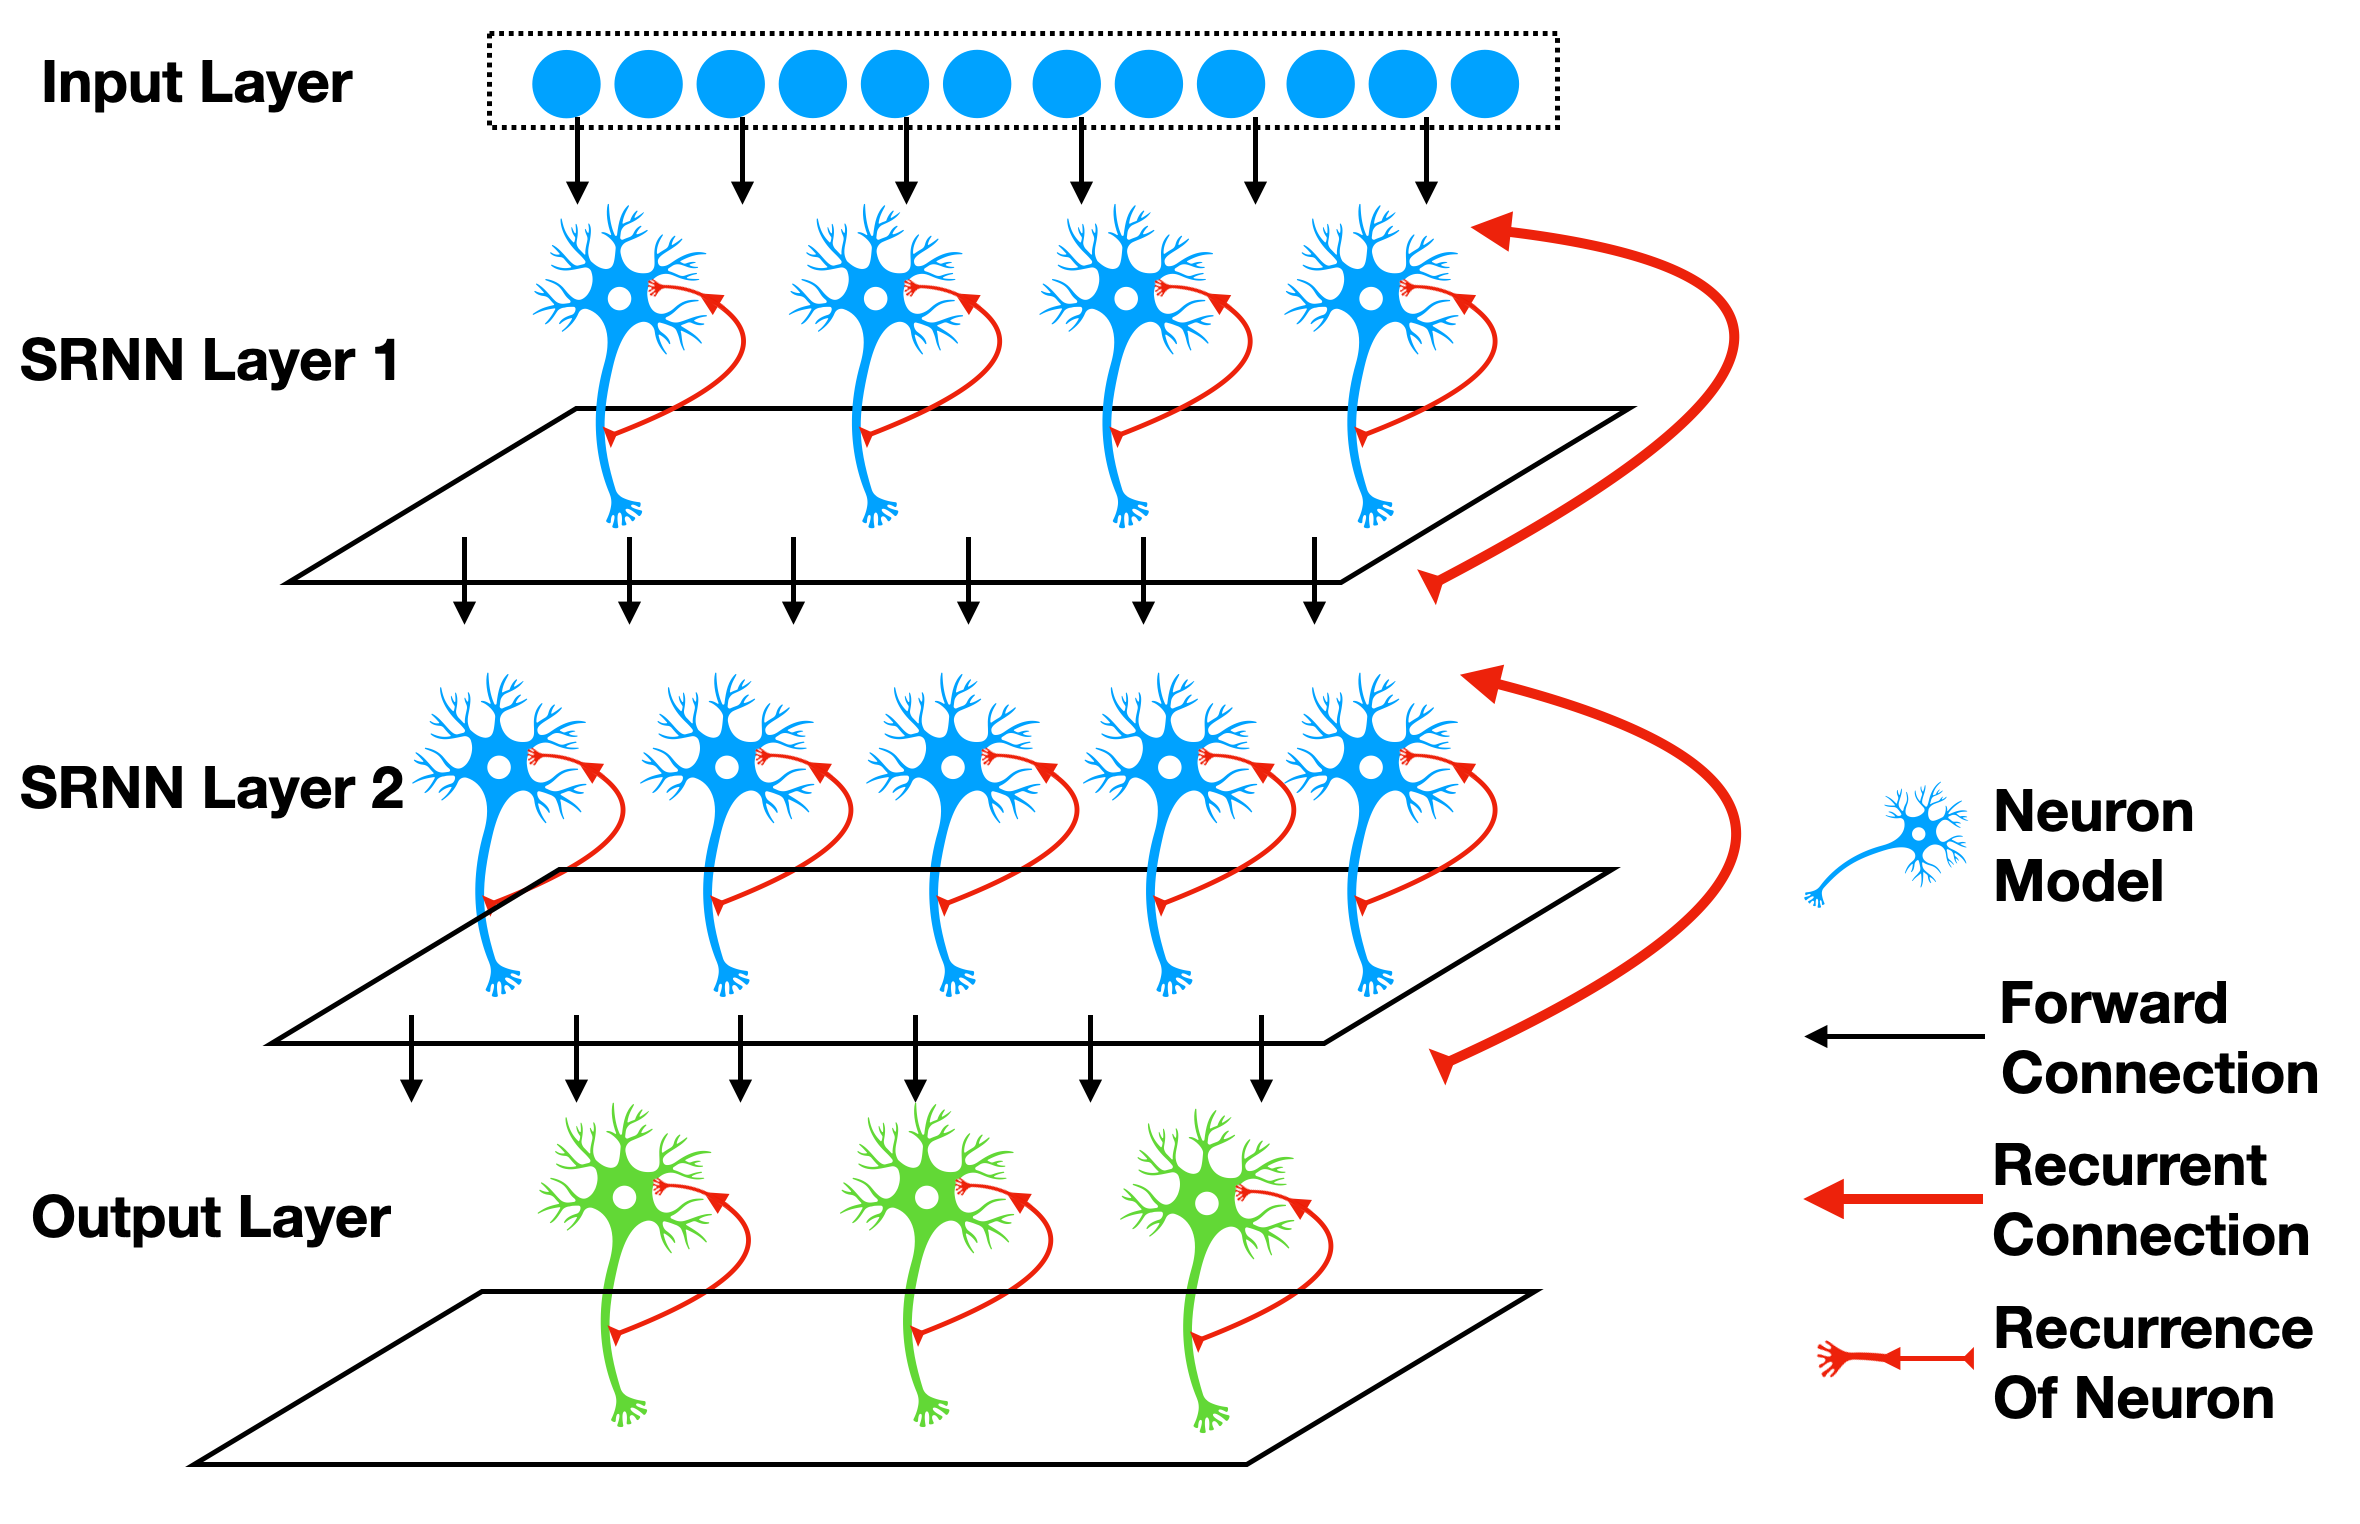 Input Layer
SRNN Layer 1
SRNN Layer 2
Output Layer
Neuron
Model
Forward
Connection
Recurrent
Connection
Recurrence
Of Neuron